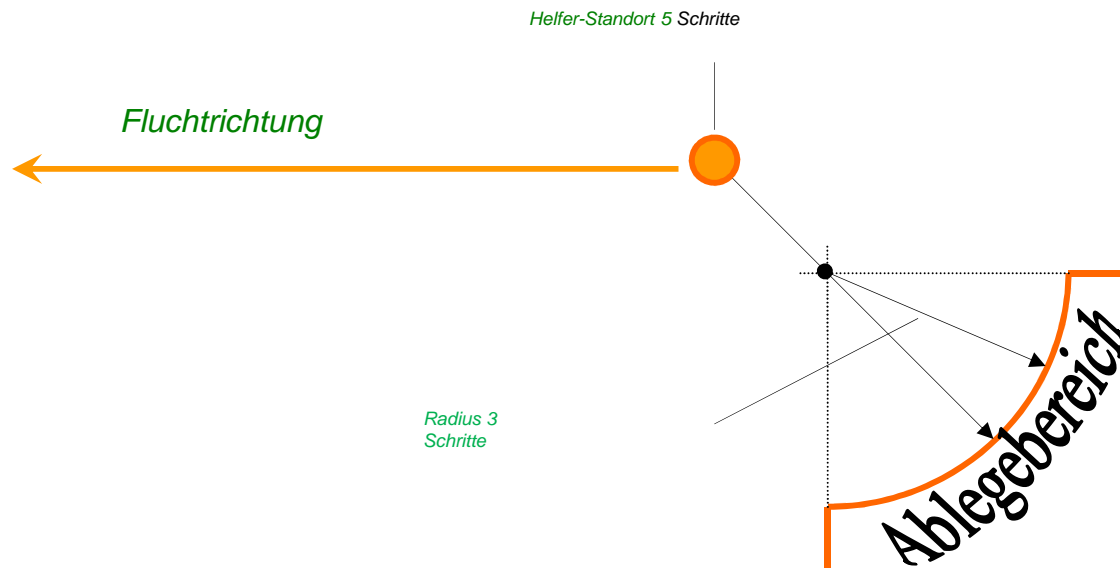 Helfer-Standort 5 Schritte
Fluchtrichtung
Radius 3
Schritte
Ablegebereich